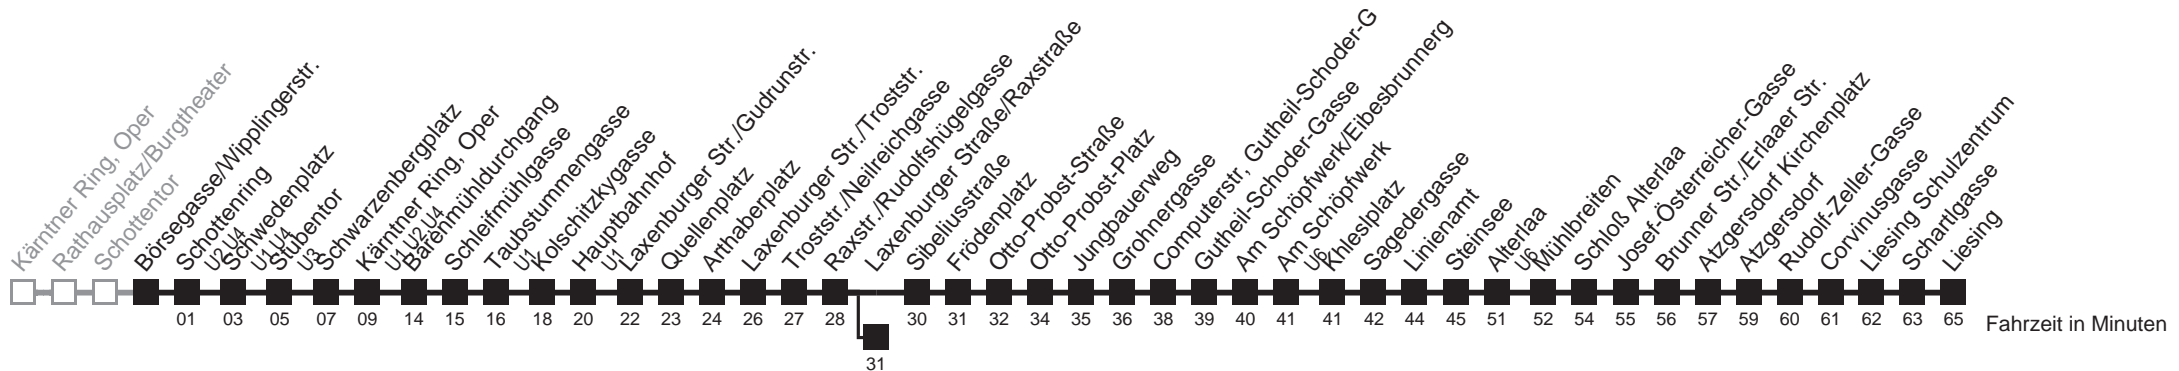 Kärntner Ring, Oper
Rathausplatz/Burgtheater
Schottentor
Börsegasse/Wipplingerstr.
Schottenring
U2 U4
Schwedenplatz
U1 U4
Stubentor
U3
Schwarzenbergplatz
Kärntner Ring, Oper
U1 U2 U4
Bärenmühldurchgang
Schleifmühlgasse
Taubstummengasse
U1
Kolschitzkygasse
Hauptbahnhof
U1
Laxenburger Str./Gudrunstr.
Quellenplatz
Arthaberplatz
Laxenburger Str./Troststr.
Troststr./Neilreichgasse
Raxstr./Rudolfshügelgasse
Laxenburger Straße/Raxstraße
Sibeliusstraße
Frödenplatz
Otto-Probst-Straße
Otto-Probst-Platz
Jungbauerweg
Grohnergasse
Computerstr, Gutheil-Schoder-G
Gutheil-Schoder-Gasse
Am Schöpfwerk/Eibesbrunnerg
Am Schöpfwerk
U6
Khleslplatz
Sagedergasse
Linienamt
Steinsee
Alterlaa
U6
Mühlbreiten
Schloß Alterlaa
Josef-Österreicher-Gasse
Brunner Str./Erlaaer Str.
Atzgersdorf Kirchenplatz
Atzgersdorf
Rudolf-Zeller-Gasse
Corvinusgasse
Liesing Schulzentrum
Schartlgasse
Liesing
01 03 05 07 09 14 15 16 18 20 22 23 24 26 27 28 30 31 32 34 35 36 38 39 40 41 41 42 44 45 51 52 54 55 56 57 59 60 61 62 63 65
Fahrzeit in Minuten
31